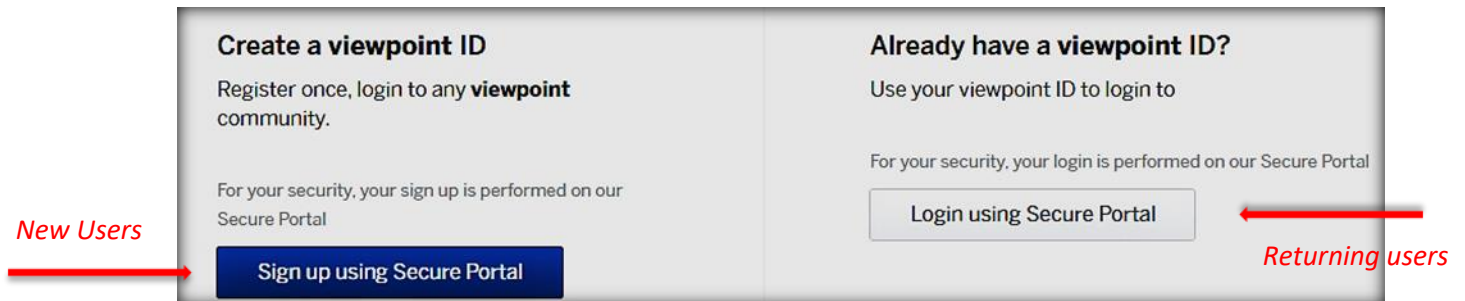 Create a viewpoint ID
Register once, login to any viewpoint
community.
For your security, your sign up is performed on our
Secure Portal
New Users
Sign up using Secure Portal
Already have a viewpoint ID?
Use your viewpoint ID to login to
For your security, your login is performed on our Secure Portal
Login using Secure Portal
Returning users